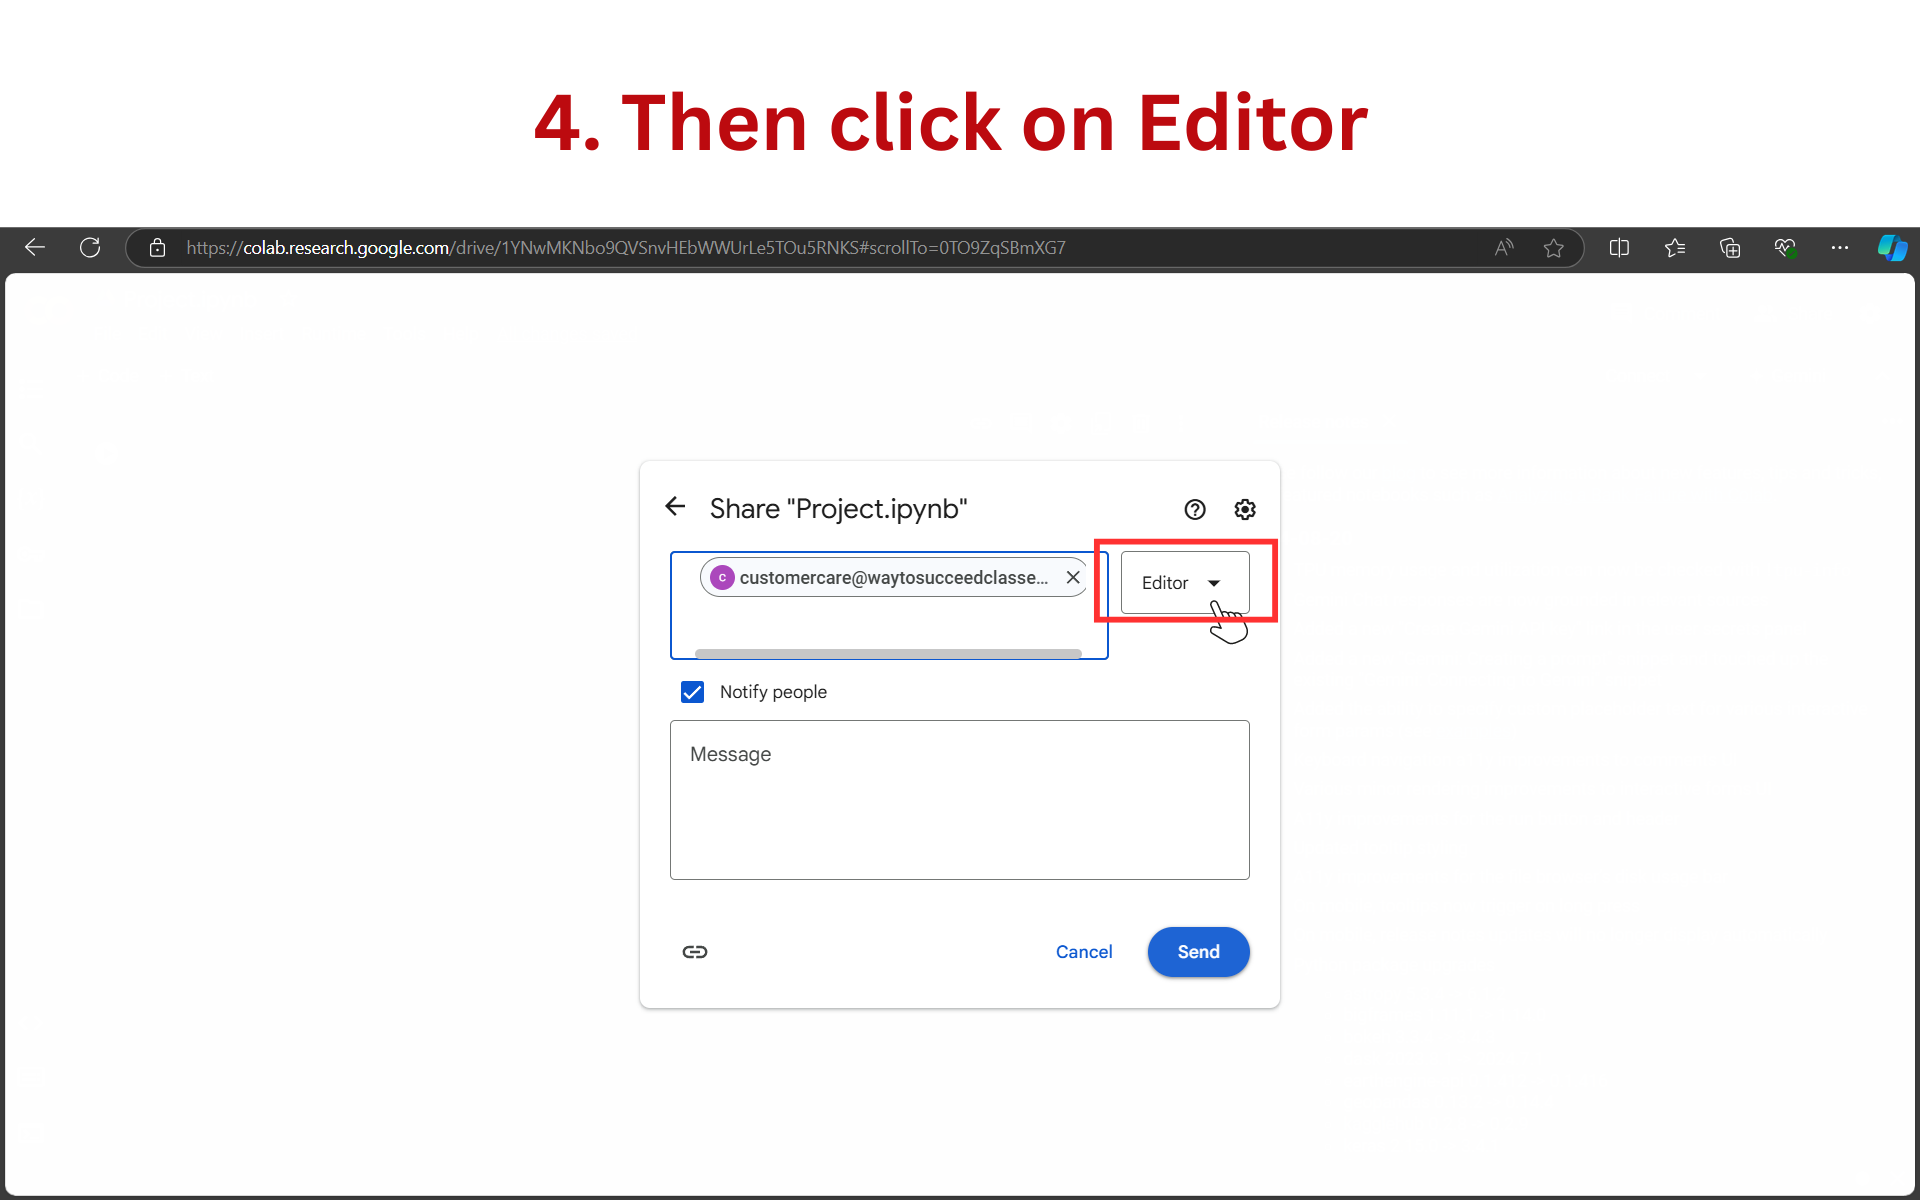 4. Then click on Editor
https://colab.research.google.com/drive/1YNwMKNbo9QVSnvHEbWWUrLe5TOu5RNKS#scrollTo=0TO9ZqSBmXG7
Share "Project.ipynb"
C customercare@waytosucceedclasse...
Editor
Notify people
Message
Cancel
Send